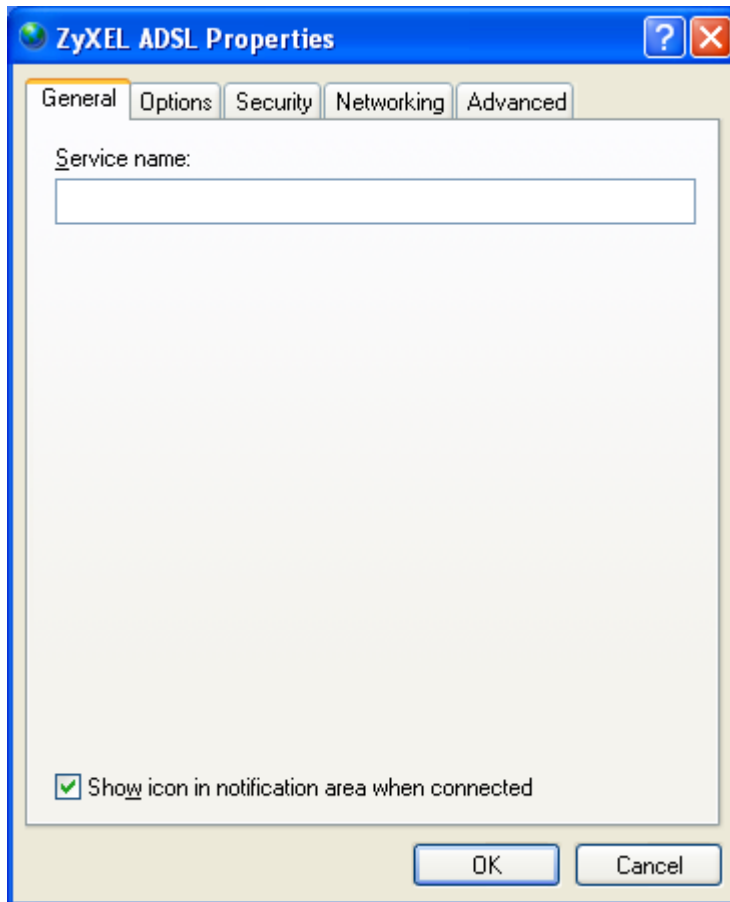 ZyXEL ADSL Properties
General Options Security Networking Advanced
Service name:
Show icon in notification area when connected
OK Cancel